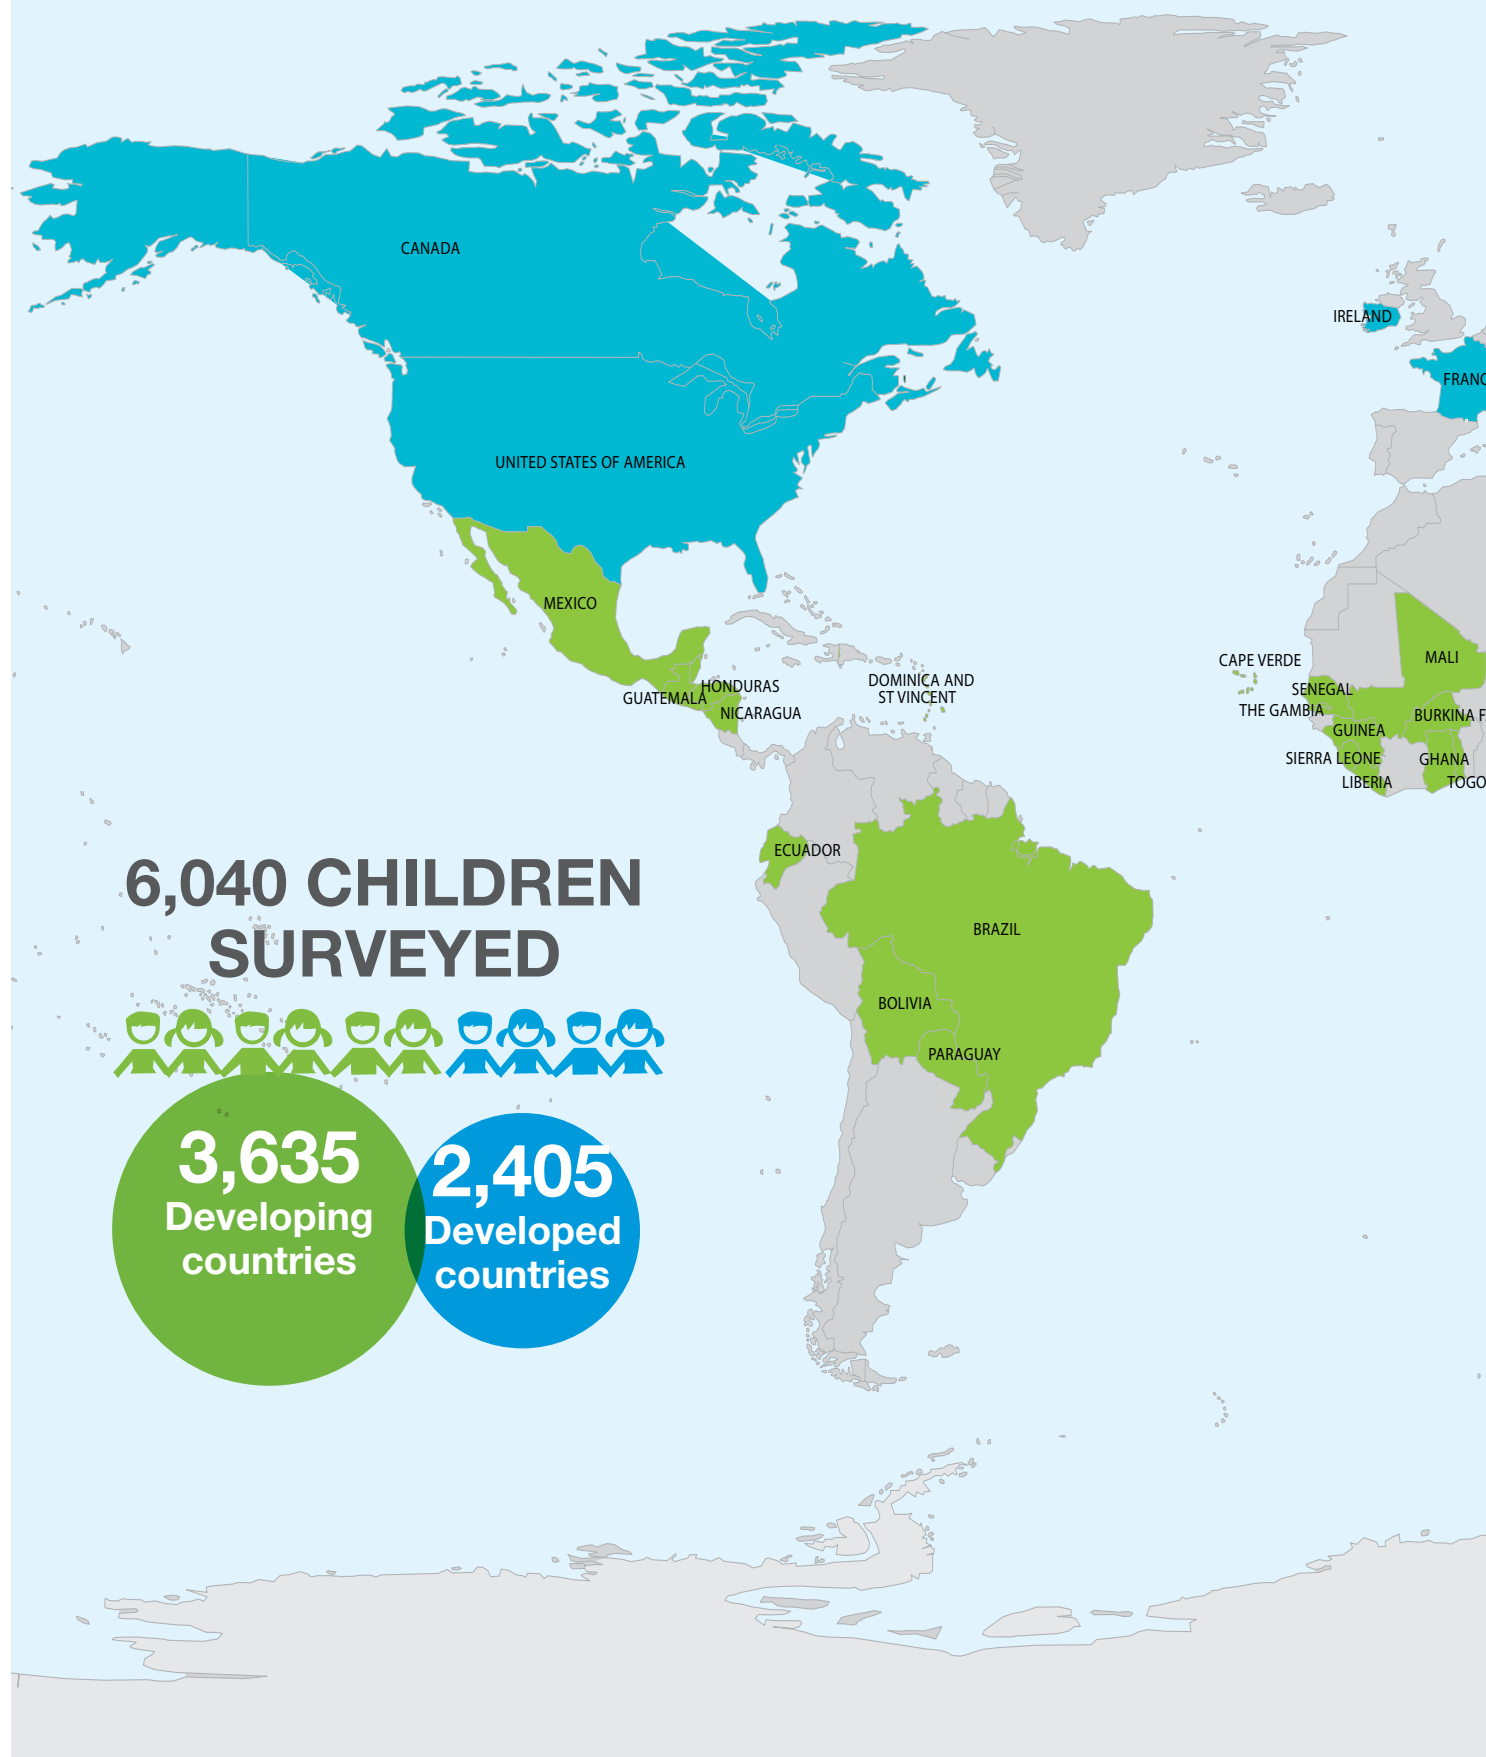 CANADA
IRELAND
FRANC
UNITED STATES OF AMERICA
MEXICO
MALI
CAPE VERDE
DOMINICA AND
ST VINCENT
HONDURAS
GUATEMALA
NICARAGUA
SENEGAL
THE GAMBIA
BURKINA F
GUINEA
SIERRA LEONE
GHANA
LIBERIA
TOGO
ECUADOR
BRAZIL
BOLIVIA
PARAGUAY
6,040 CHILDREN
SURVEYED
3,635
Developing
countries
2,405
Developed
countries